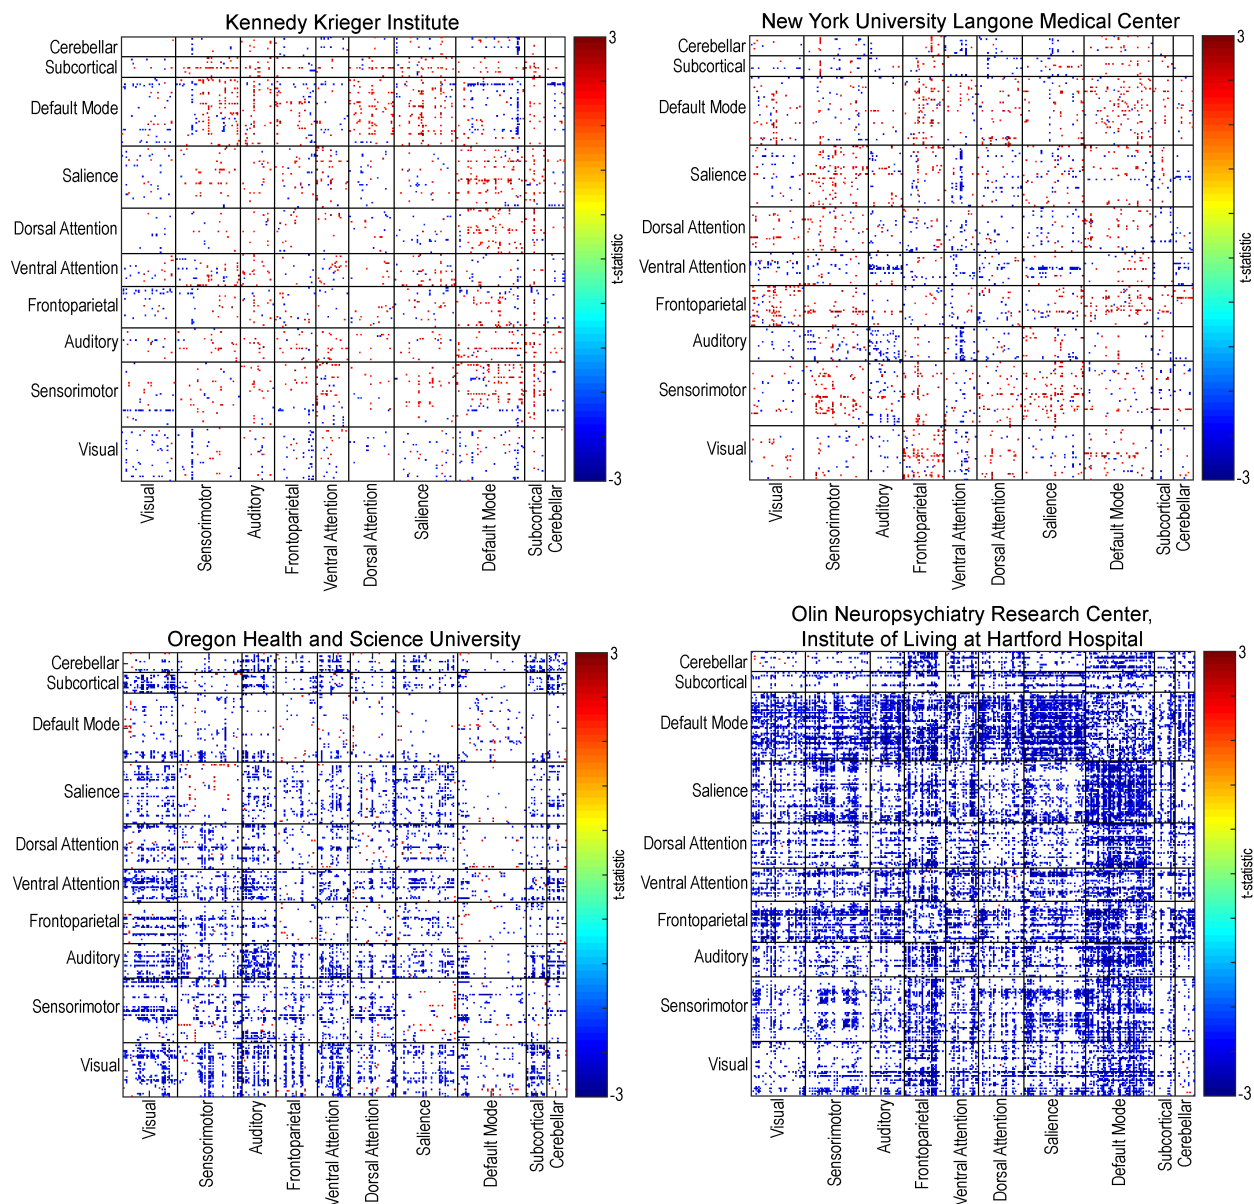 Kennedy Krieger Institute
Cerebellar
Subcortical
Default Mode
Salience
Dorsal Attention
Ventral Attention
Frontoparietal
Auditory
Sensorimotor
Visual
Visual
Sensorimotor
Auditory
Frontoparietal
Ventral Attention
Dorsal Attention
Salience
Default Mode
Subcortical
Cerebellar
3
t-statistic
-3
New York University Langone Medical Center
Cerebellar
Subcortical
Default Mode
Salience
Dorsal Attention
Ventral Attention
Frontoparietal
Auditory
Sensorimotor
Visual
Visual
Sensorimotor
Auditory
Frontoparietal
Ventral Attention
Dorsal Attention
Salience
Default Mode
Subcortical
Cerebellar
3
t-statistic
-3
Oregon Health and Science University
Cerebellar
Subcortical
Default Mode
Salience
Dorsal Attention
Ventral Attention
Frontoparietal
Auditory
Sensorimotor
Visual
Visual
Sensorimotor
Auditory
Frontoparietal
Ventral Attention
Dorsal Attention
Salience
Default Mode
Subcortical
Cerebellar
3
t-statistic
-3
Olin Neuropsychiatry Research Center,
Institute of Living at Hartford Hospital
Cerebellar
Subcortical
Default Mode
Salience
Dorsal Attention
Ventral Attention
Frontoparietal
Auditory
Sensorimotor
Visual
Visual
Sensorimotor
Auditory
Frontoparietal
Ventral Attention
Dorsal Attention
Salience
Default Mode
Subcortical
Cerebellar
3
t-statistic
-3